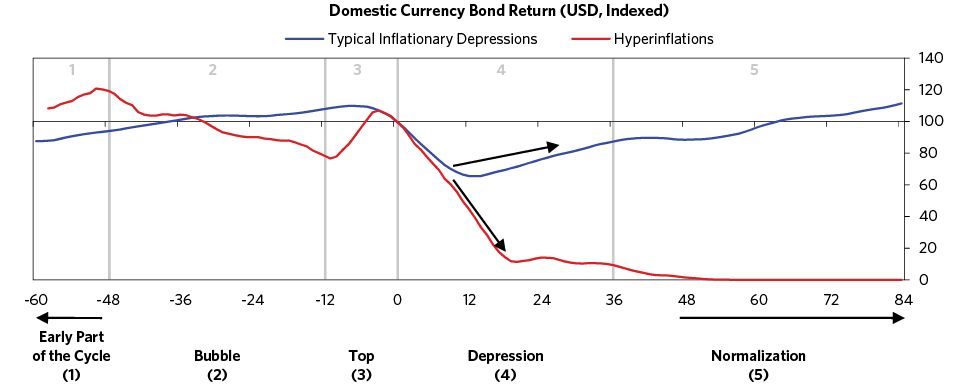 Domestic Currency Bond Return (USD, Indexed)
Typical Inflationary Depressions Hyperinflations
1 2 3 4 5
140
120
100
80
60
40
20
0
-60 -48 -36 -24 -12 0 12 24 36 48 60 72 84
Early Part
of the Cycle
(1)
Bubble
(2)
Top
(3)
Depression
(4)
Normalization
(5)